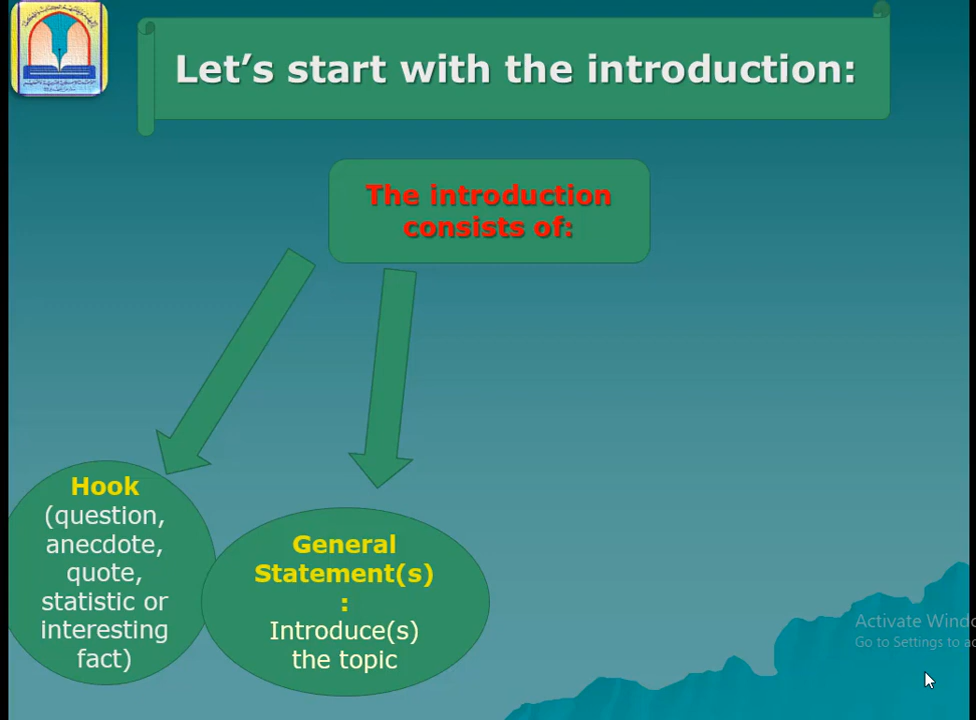 Let’s start with the introduction:
The introduction
consists of:
Hook
(question,
anecdote,
quote,
statistic or
interesting
fact)
General
Statement(s)
:
Introduce(s)
the topic
Activate Windo
Go to Settings to ac